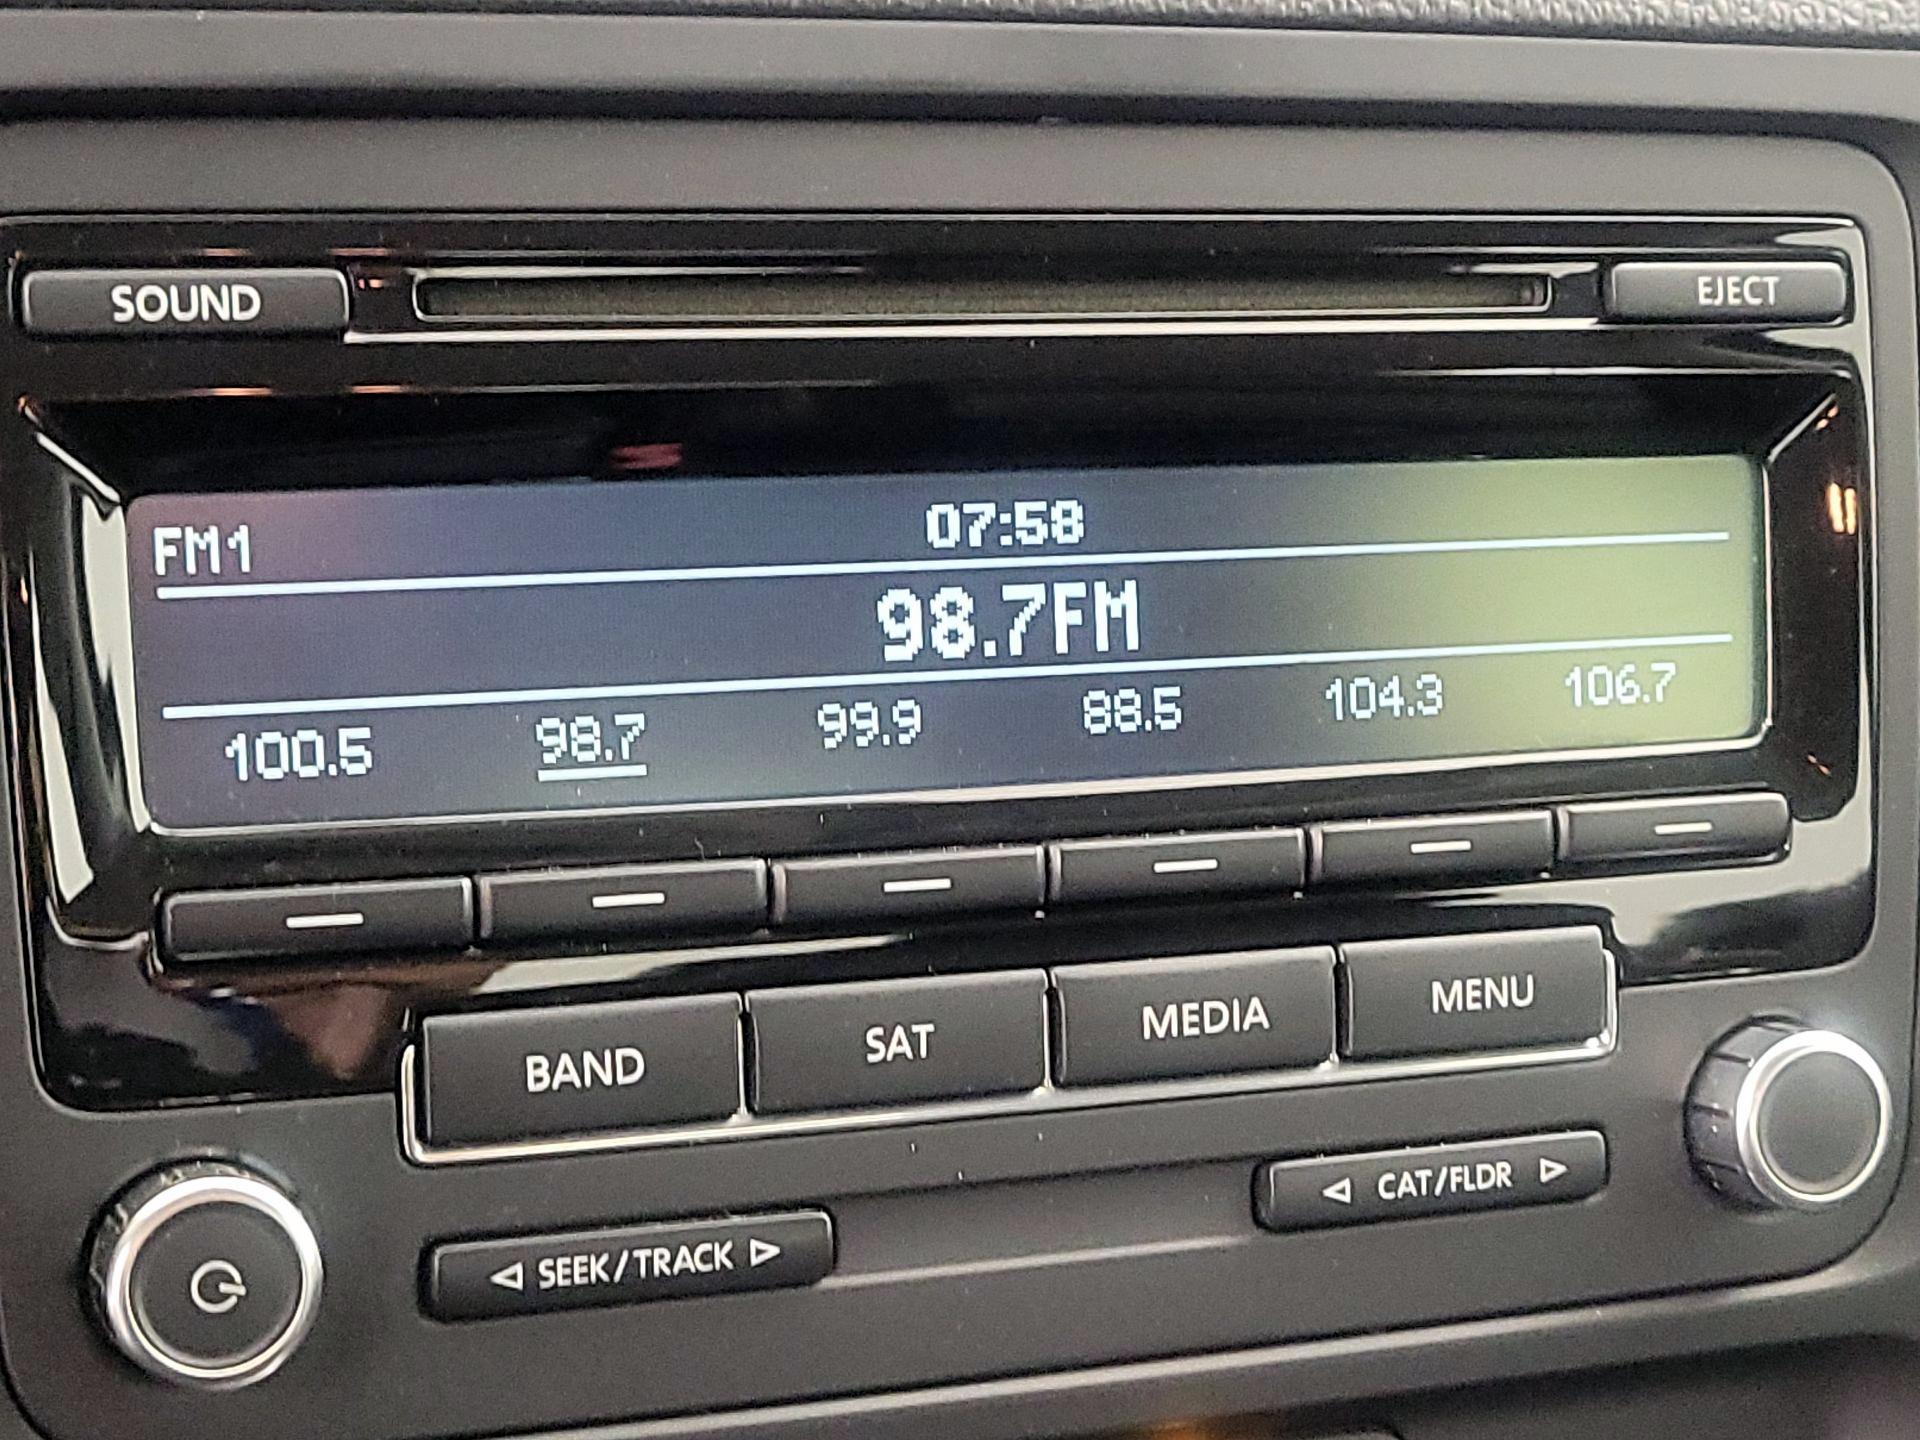 SOUND EJECT
FM1 07:58
98.7FM
100.5 98.7 99.9 88.5 104.3 106.7
BAND SAT MEDIA MENU
SEEK/TRACK CAT/FLDR